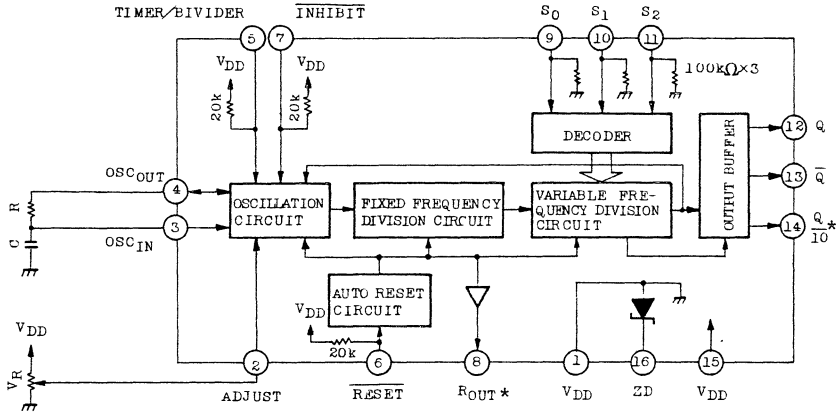 TIMER/BIVIDER
INHIBIT
S0 S1 S2
5 7 9 10 11
VDD VDD
20k 20k
100kΩ×3
DECODER
OUTPUT BUFFER
12 Q
13 Q
14 Q/10*
OSCOUT
4
R
OSCILLATION
CIRCUIT
FIXED FREQUENCY
DIVISION CIRCUIT
VARIABLE FRE-
QUENCY DIVISION
CIRCUIT
3
C
OSCIN
AUTO RESET
CIRCUIT
VDD
20k
VDD
VR
2 6 8 1 16 15
ADJUST
RESET
ROUT*
VDD
ZD
VDD